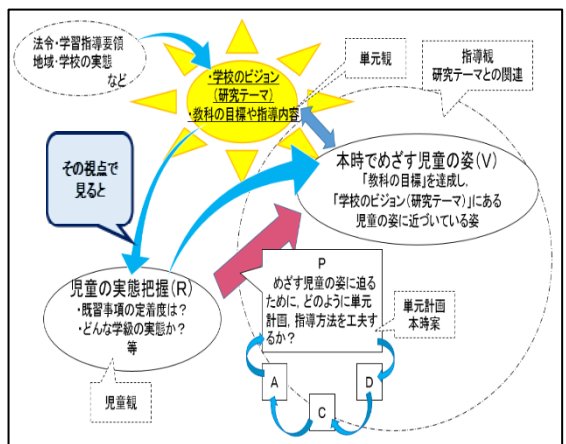 法令・学習指導要領
地域・学校の実態
など
・学校のビジョン
(研究テーマ)
・教科の目標や指導内容
単元観
指導観
研究テーマとの関連
その視点で
見ると
本時でめざす児童の姿(V)
「教科の目標」を達成し,
「学校のビジョン(研究テーマ)」にある
児童の姿に近づいている姿
児童の実態把握(R)
・既習事項の定着度は?
・どんな学級の実態か?
等
児童観
P
めざす児童の姿に迫る
ために, どのように単元
計画, 指導方法を工夫す
るか?
単元計画
本時案
A
D
C